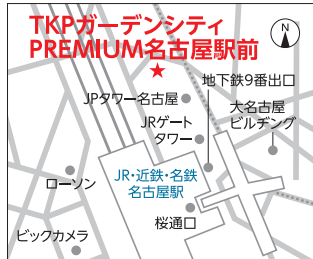 TKPガーデンシティ
PREMIUM名古屋駅前
N
地下鉄9番出口
JPタワー名古屋
大名古屋
ビルヂング
JRゲート
タワー
JR・近鉄・名鉄
名古屋駅
ローソン
桜通口
ビックカメラ